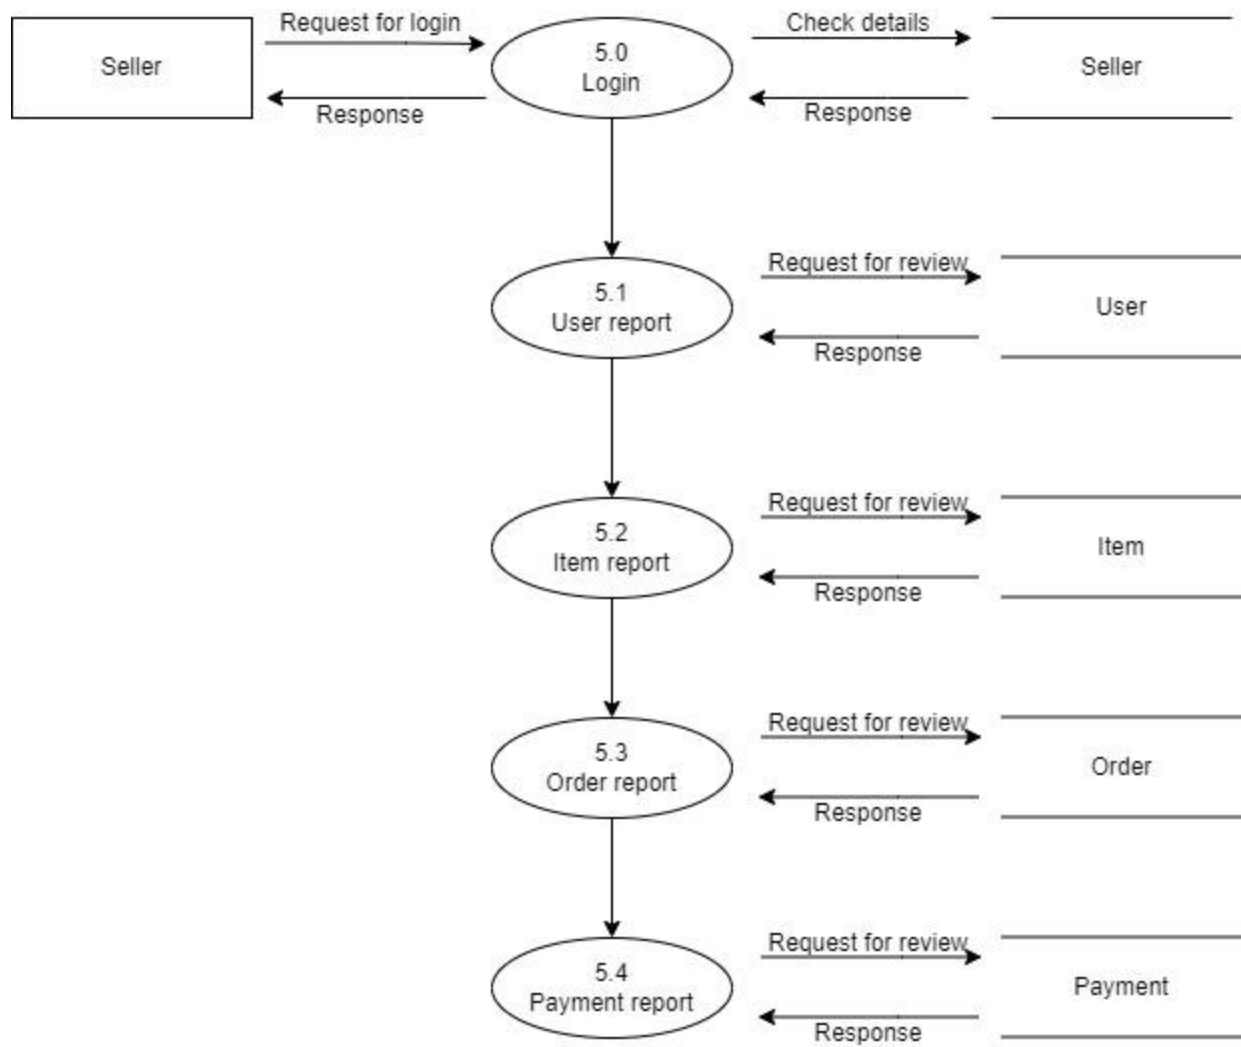 Request for login
Check details
Seller
5.0
Login
Seller
Response
Response
Request for review
5.1
User report
User
Response
Request for review
5.2
Item report
Item
Response
Request for review
5.3
Order report
Order
Response
Request for review
5.4
Payment report
Payment
Response